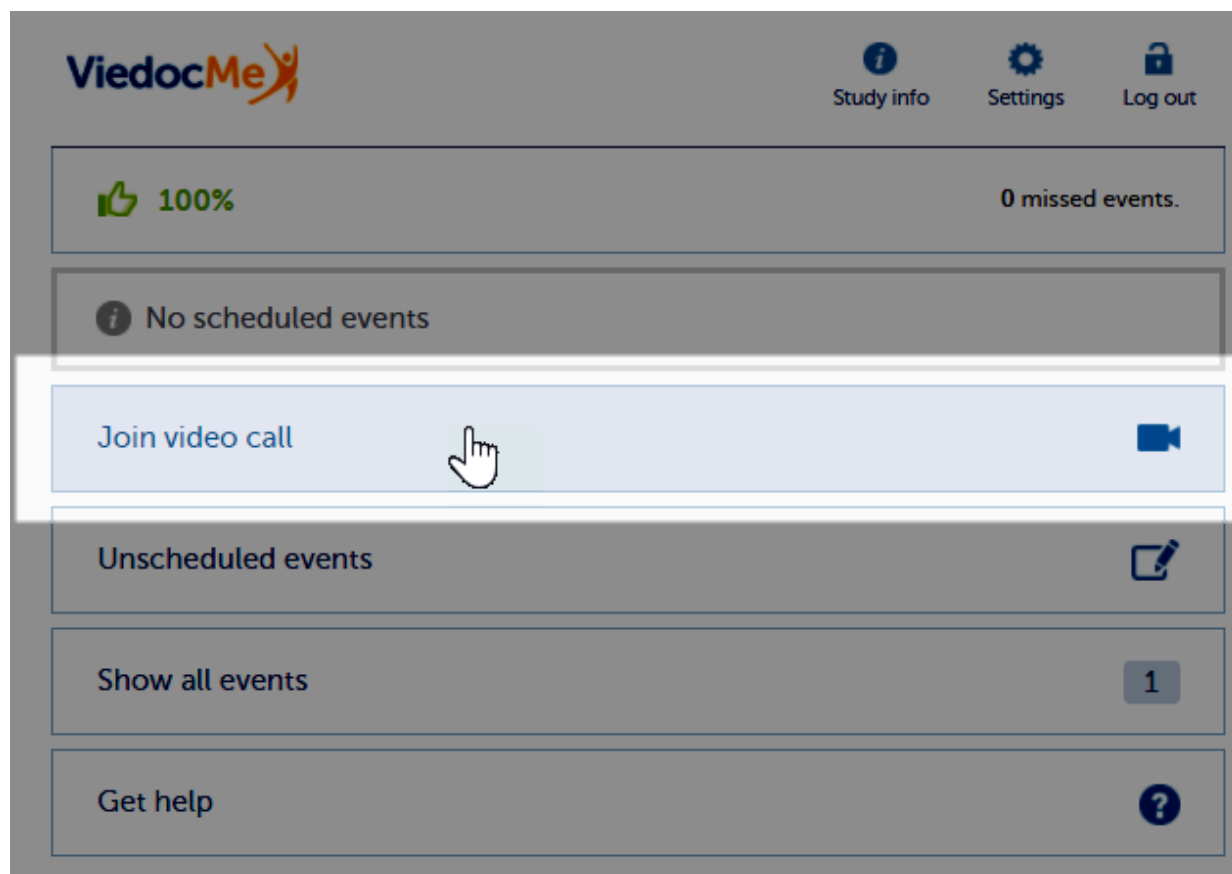 ViedocMe
Study info
Settings
Log out
100%
0 missed events.
No scheduled events
Join video call
Unscheduled events
Show all events
1
Get help